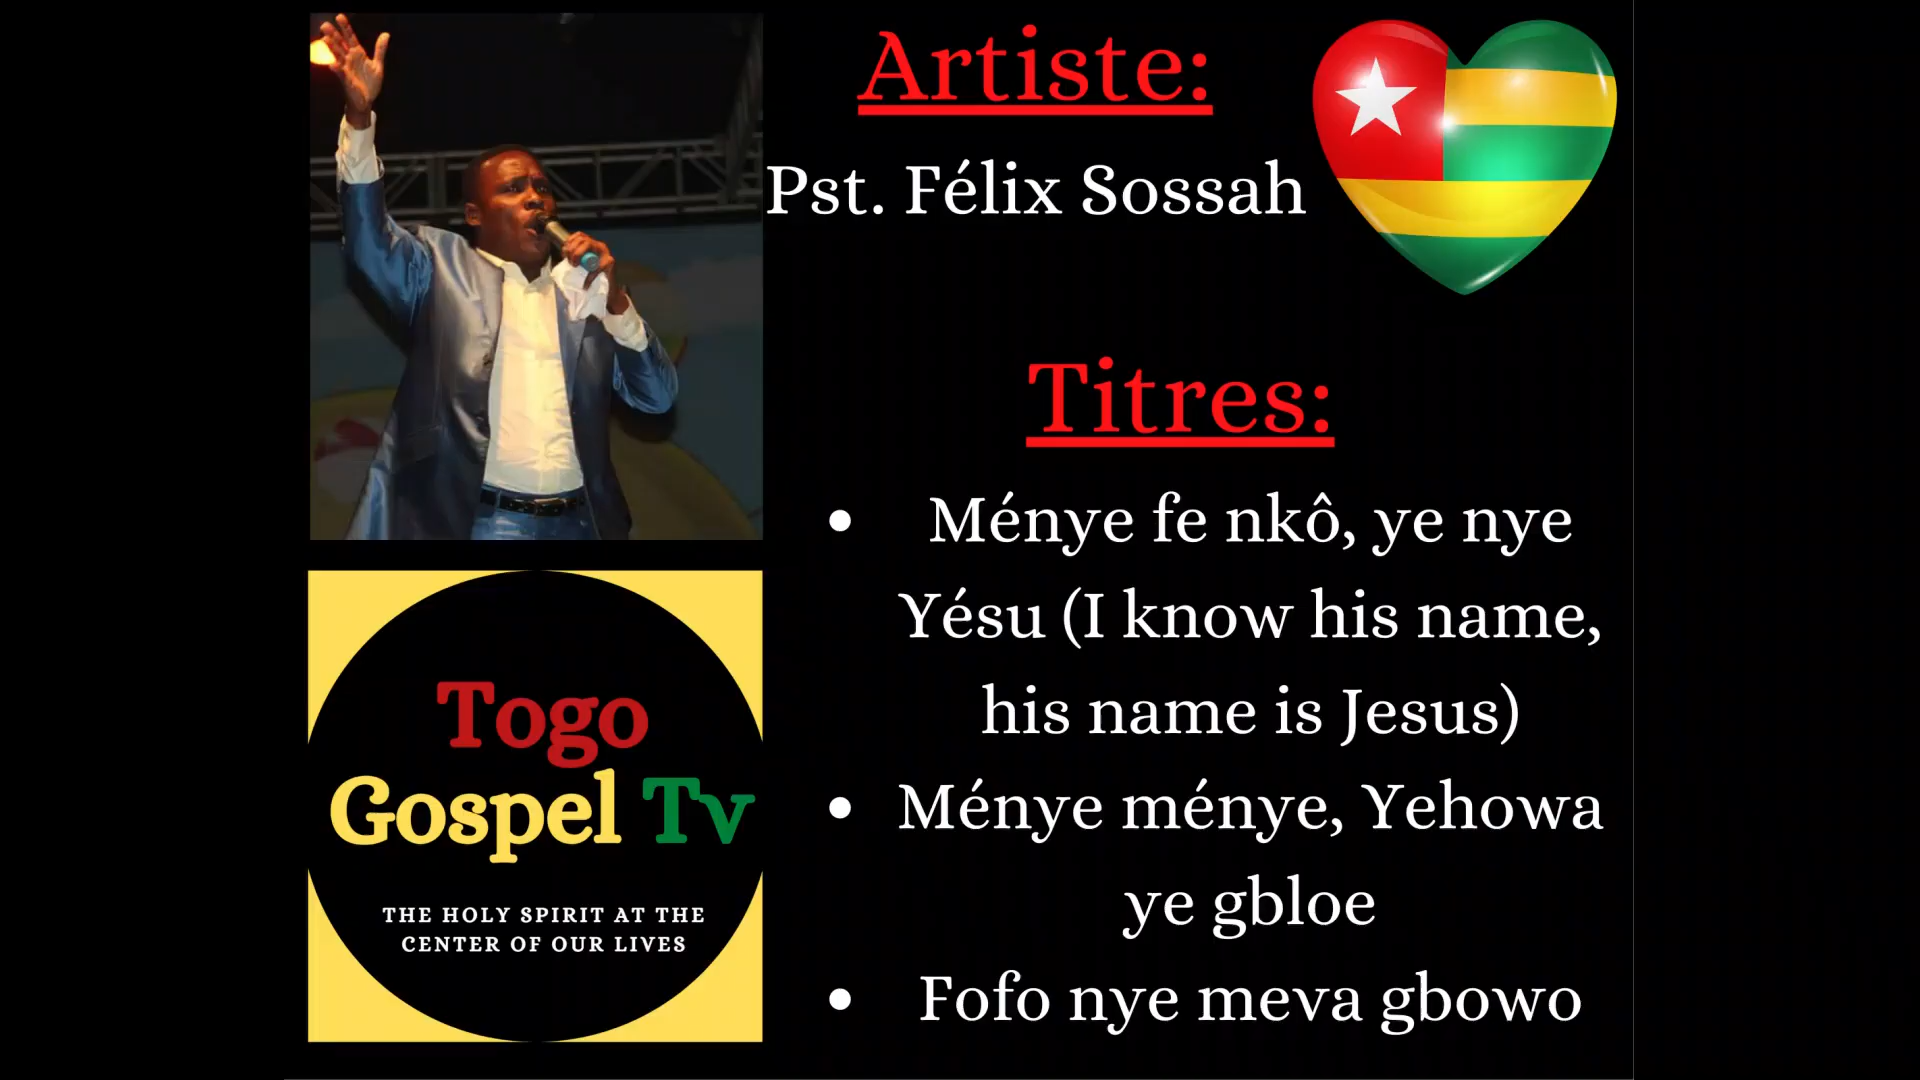 Artiste:
Pst. Félix Sossah
Titres:
• Ménye fe nkô, ye nye
Yésu (I know his name,
his name is Jesus)
• Ménye ménye, Yehowa
ye gbloe
• Fofo nye meva gbowo
Togo
Gospel Tv
THE HOLY SPIRIT AT THE
CENTER OF OUR LIVES